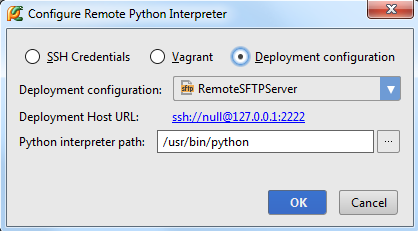 Configure Remote Python Interpreter
SSH Credentials Vagrant Deployment configuration
Deployment configuration: sftp RemoteSFTPServer
Deployment Host URL: ssh://null@127.0.0.1:2222
Python interpreter path: /usr/bin/python ...
OK Cancel